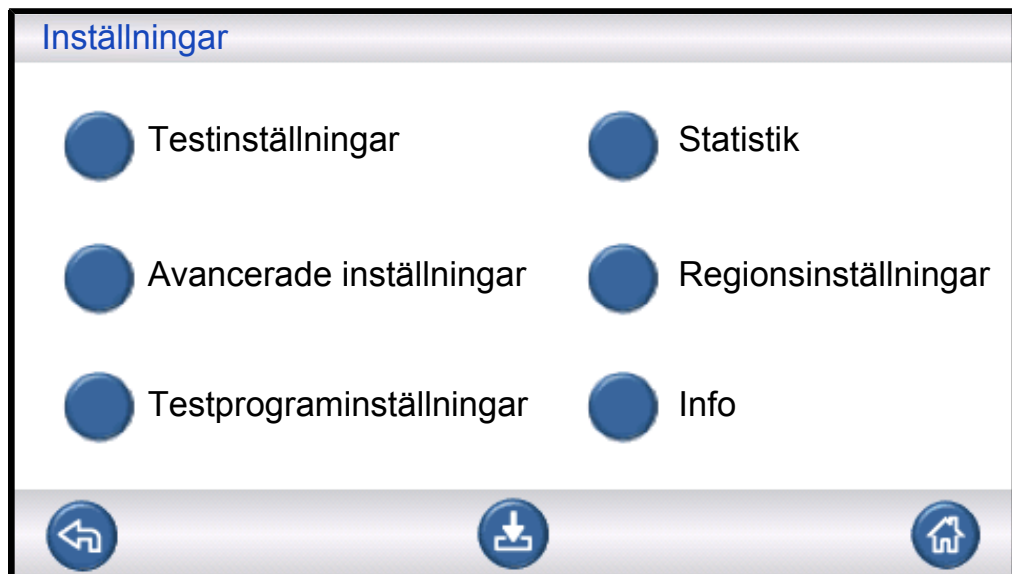 Inställningar
Testinställningar
Statistik
Avancerade inställningar
Regionsinställningar
Testprograminställningar
Info